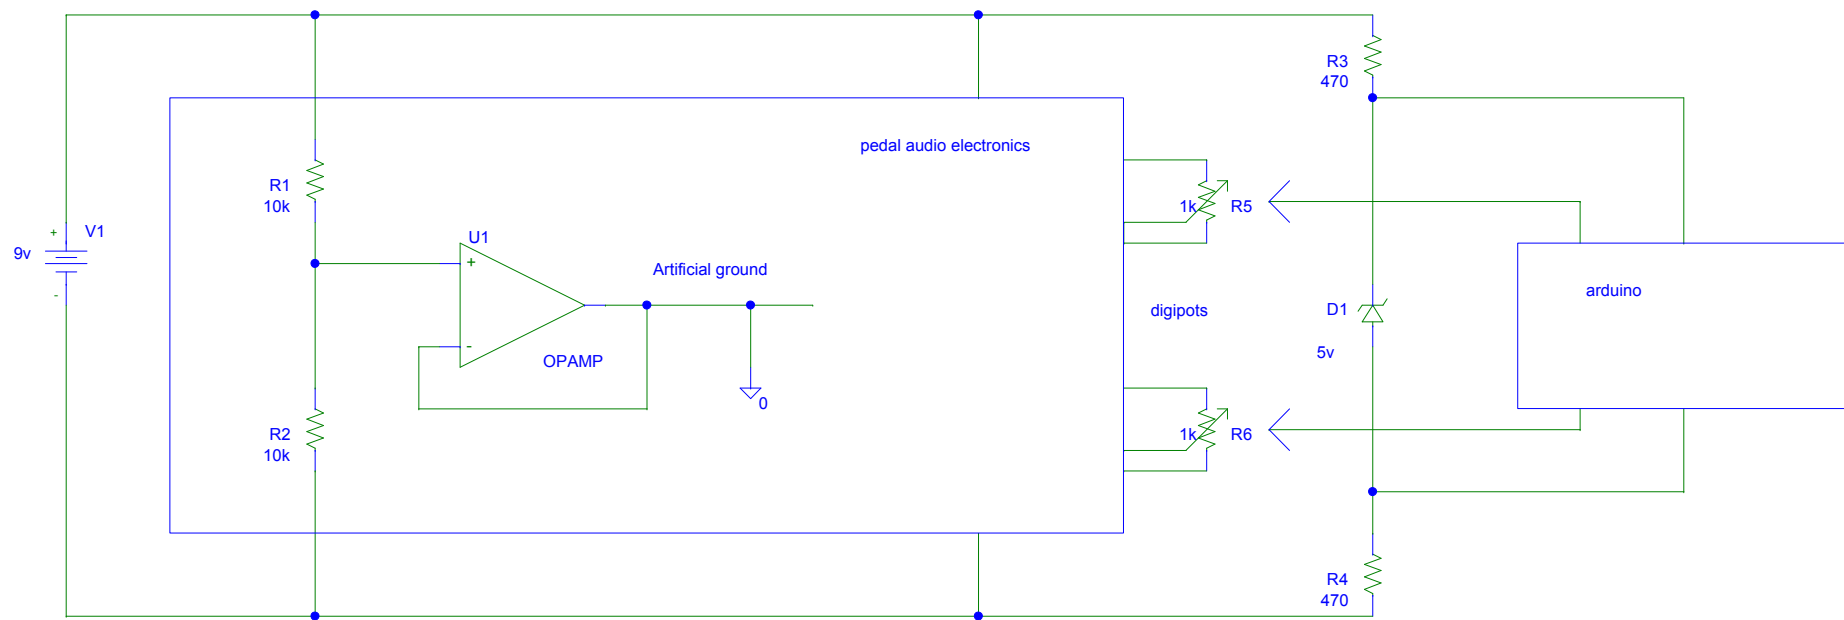 R3
470
pedal audio electronics
R1
10k
1k
R5
+
V1
9v
-
U1
+
-
OPAMP
Artificial ground
0
digipots
arduino
D1
5v
R2
10k
1k
R6
R4
470